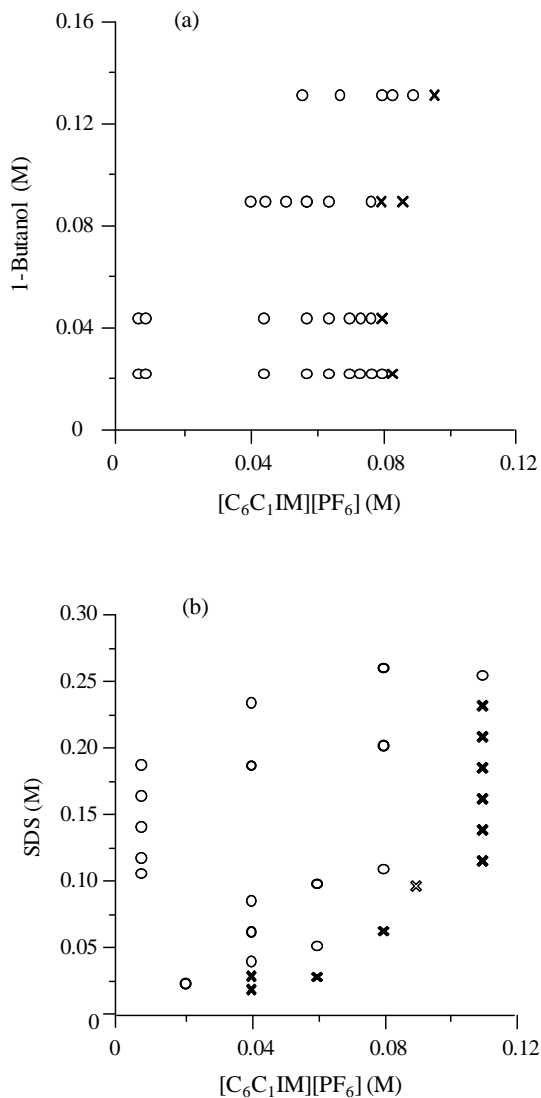 (a)
0.16
0.12
0.08
0.04
0
1-Butanol (M)
0 0.04 0.08 0.12
[C₆C₁IM][PF₆] (M)
(b)
0.30
0.25
0.20
0.15
0.10
0.05
0
SDS (M)
0 0.04 0.08 0.12
[C₆C₁IM][PF₆] (M)